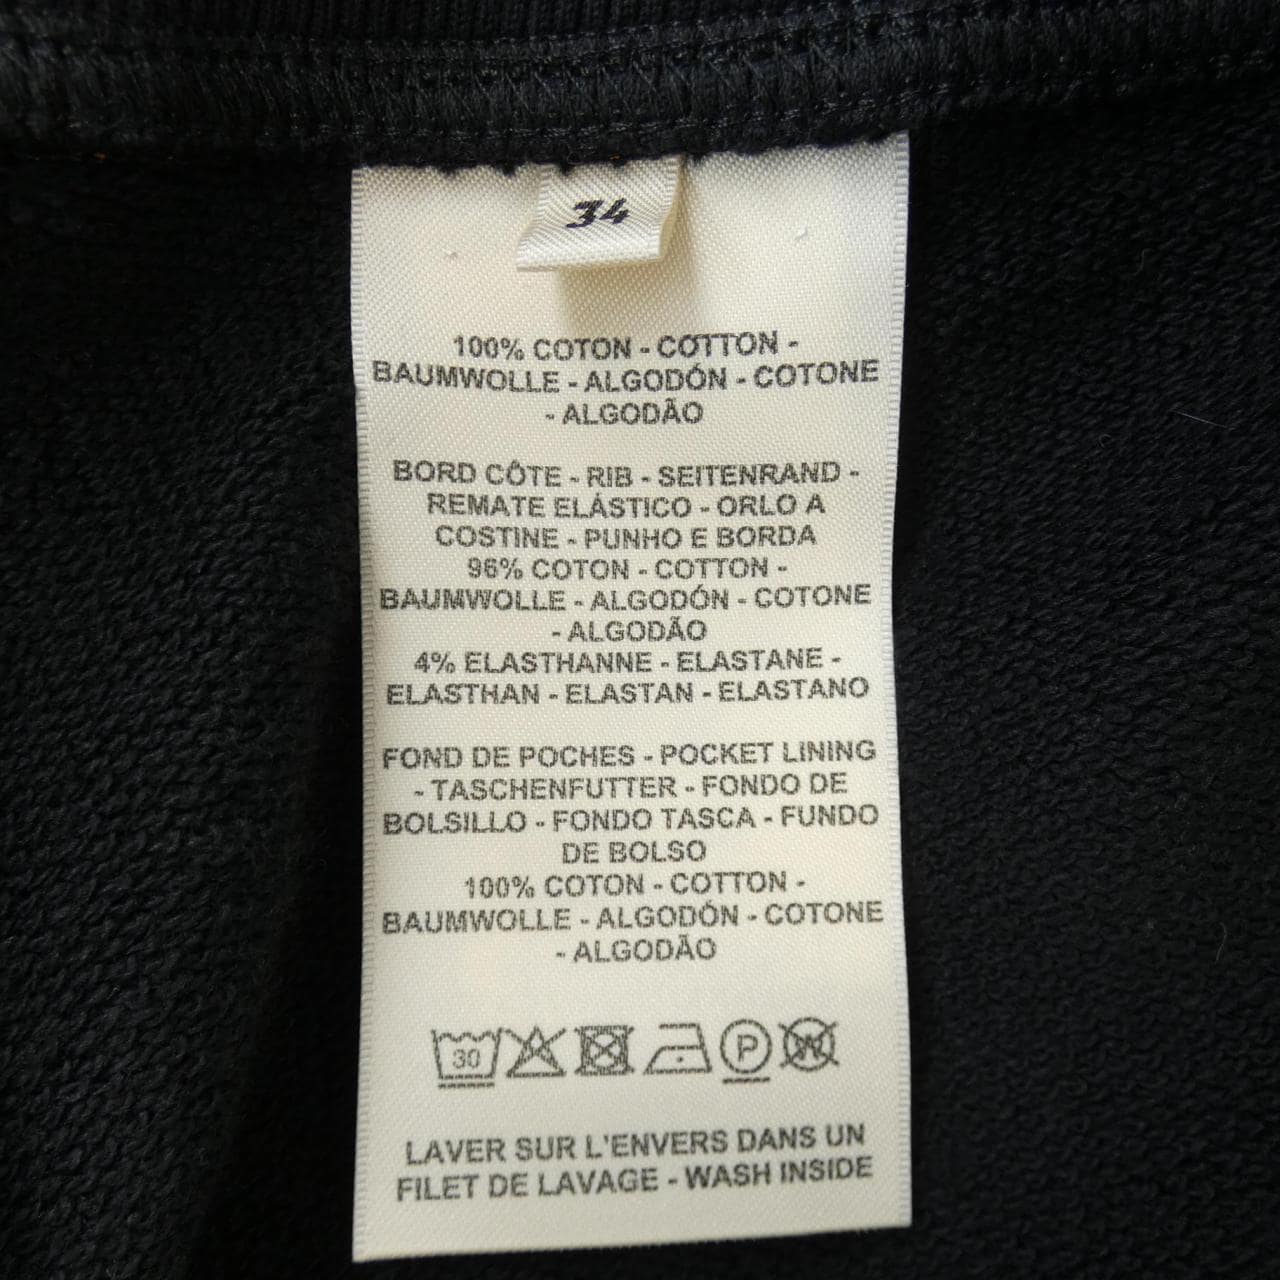 34
100% COTON - COTTON -
BAUMWOLLE - ALGODÓN - COTONE
- ALGODÃO
BORD CÔTE - RIB - SEITENRAND -
REMATE ELÁSTICO - ORLO A
COSTINE - PUNHO E BORDA
96% COTON - COTTON -
BAUMWOLLE - ALGODÓN - COTONE
- ALGODÃO
4% ELASTHANNE - ELASTANE -
ELASTHAN - ELASTAN - ELASTANO
FOND DE POCHES - POCKET LINING
- TASCHENFUTTER - FONDO DE
BOLSILLO - FONDO TASCA - FUNDO
DE BOLSO
100% COTON - COTTON -
BAUMWOLLE - ALGODÓN - COTONE
- ALGODÃO
30 P W
LAVER SUR L'ENVERS DANS UN
FILET DE LAVAGE - WASH INSIDE